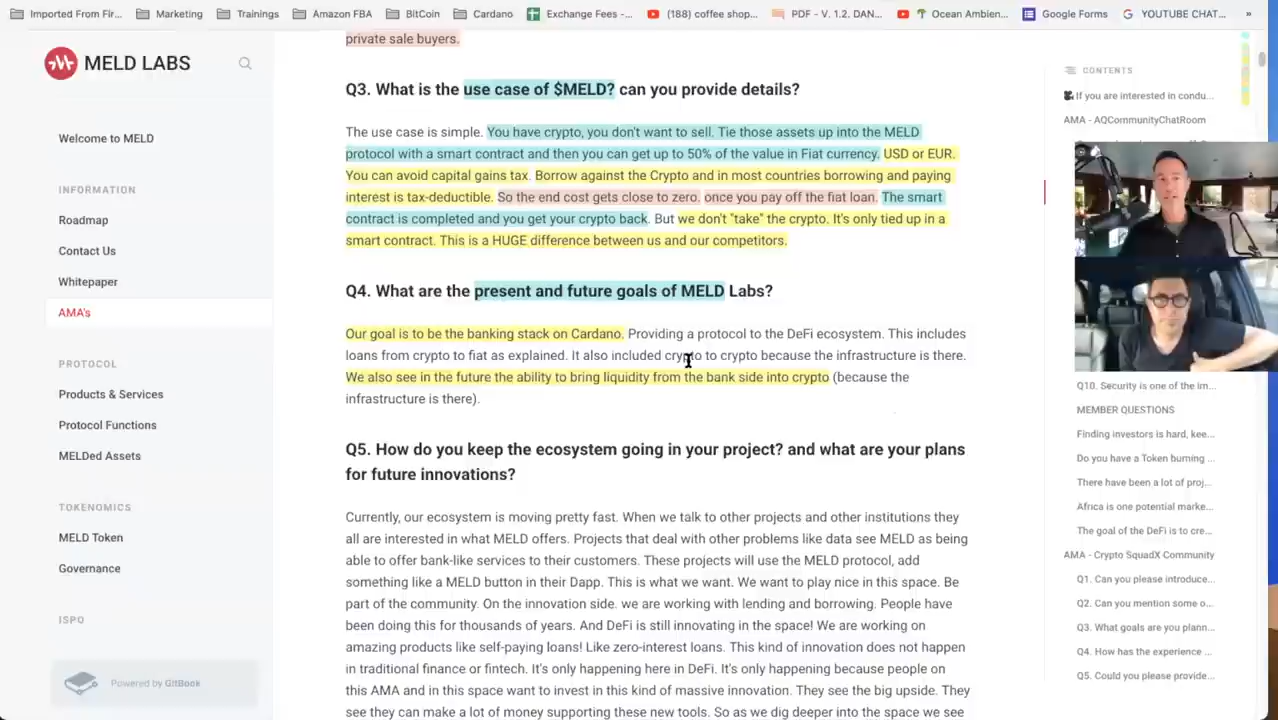 Imported From Fir...
Marketing
Trainings
Amazon FBA
BitCoin
Cardano
Exchange Fees -...
(188) coffee shop...
PDF - V. 1.2. DAN...
Ocean Ambien...
Google Forms
YOUTUBE CHAT...
»
MELD LABS
Welcome to MELD
INFORMATION
Roadmap
Contact Us
Whitepaper
AMA's
PROTOCOL
Products & Services
Protocol Functions
MELDed Assets
TOKENOMICS
MELD Token
Governance
ISPO
Powered by GitBook
private sale buyers.
Q3. What is the use case of $MELD? can you provide details?
The use case is simple. You have crypto, you don't want to sell. Tie those assets up into the MELD
protocol with a smart contract and then you can get up to 50% of the value in Fiat currency. USD or EUR.
You can avoid capital gains tax. Borrow against the Crypto and in most countries borrowing and paying
interest is tax-deductible. So the end cost gets close to zero. once you pay off the fiat loan. The smart
contract is completed and you get your crypto back. But we don't "take" the crypto. It's only tied up in a
smart contract. This is a HUGE difference between us and our competitors.
Q4. What are the present and future goals of MELD Labs?
Our goal is to be the banking stack on Cardano. Providing a protocol to the DeFi ecosystem. This includes
loans from crypto to fiat as explained. It also included crypto to crypto because the infrastructure is there.
We also see in the future the ability to bring liquidity from the bank side into crypto (because the
infrastructure is there).
Q5. How do you keep the ecosystem going in your project? and what are your plans
for future innovations?
Currently, our ecosystem is moving pretty fast. When we talk to other projects and other institutions they
all are interested in what MELD offers. Projects that deal with other problems like data see MELD as being
able to offer bank-like services to their customers. These projects will use the MELD protocol, add
something like a MELD button in their Dapp. This is what we want. We want to play nice in this space. Be
part of the community. On the innovation side. we are working with lending and borrowing. People have
been doing this for thousands of years. And DeFi is still innovating in the space! We are working on
amazing products like self-paying loans! Like zero-interest loans. This kind of innovation does not happen
in traditional finance or fintech. It's only happening here in DeFi. It's only happening because people on
this AMA and in this space want to invest in this kind of massive innovation. They see the big upside. They
see they can make a lot of money supporting these new tools. So as we dig deeper into the space we see
CONTENTS
If you are interested in condu...
AMA - AQCommunityChatRoom
Q10. Security is one of the im...
MEMBER QUESTIONS
Finding investors is hard, kee...
Do you have a Token burning ...
There have been a lot of proj...
Africa is one potential marke...
The goal of the DeFi is to cre...
AMA - Crypto SquadX Community
Q1. Can you please introduce...
Q2. Can you mention some o...
Q3. What goals are you plann...
Q4. How has the experience ...
Q5. Could you please provide...